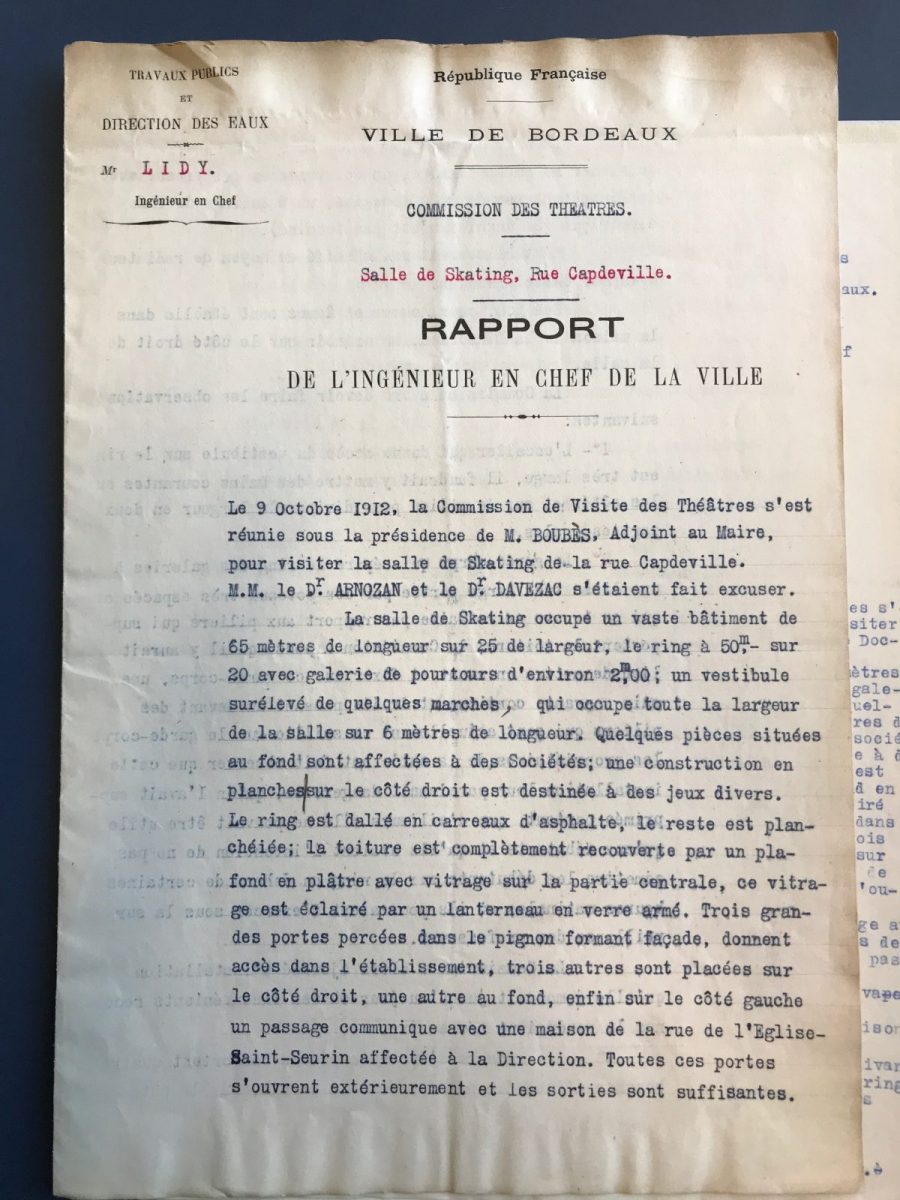 TRAVAUX PUBLICS
ET
DIRECTION DES EAUX
Mr LIDY.
Ingénieur en Chef
République Française
VILLE DE BORDEAUX
COMMISSION DES THEATRES.
Salle de Skating, Rue Capdeville.
RAPPORT
DE L'INGÉNIEUR EN CHEF DE LA VILLE
Le 9 Octobre 1912, la Commission de Visite des Théâtres s'est
réunie sous la présidence de M. BOUBÈS, Adjoint au Maire,
pour visiter la salle de Skating de la rue Capdeville.
M.M. le Dr. ARNOZAN et le Dr. DAVEZAC s'étaient fait excuser.
La salle de Skating occupe un vaste bâtiment de
65 mètres de longueur sur 25 de largeur, le ring à 50m.- sur
20 avec galerie de pourtours d'environ 2m,00; un vestibule
surélevé de quelques marches, qui occupe toute la largeur
de la salle sur 6 mètres de longueur. Quelques pièces situées
au fond sont affectées à des Sociétés; une construction en
planches/sur le côté droit est destinée à des jeux divers.
Le ring est dallé en carreaux d'asphalte, le reste est plan-
chéiée; la toiture est complètement recouverte par un pla-
fond en plâtre avec vitrage sur la partie centrale, ce vitra-
ge est éclairé par un lanterneau en verre armé. Trois gran-
des portes percées dans le pignon formant façade, donnent
accès dans l'établissement, trois autres sont placées sur
le côté droit, une autre au fond, enfin sur le côté gauche
un passage communique avec une maison de la rue de l'Eglise-
Saint-Seurin affectée à la Direction. Toutes ces portes
s'ouvrent extérieurement et les sorties sont suffisantes.